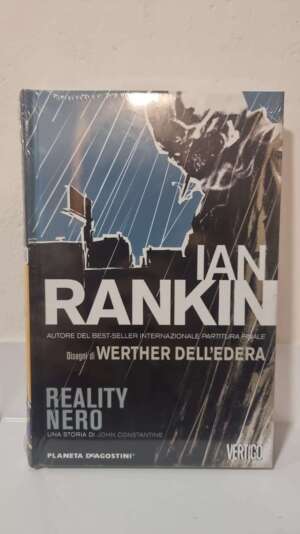 IAN
RANKIN
AUTORE DEL BEST-SELLER INTERNAZIONALE PARTITURA FINALE
Disegni di WERTHER DELL'EDERA
REALITY
NERO
UNA STORIA DI JOHN CONSTANTINE
PLANETA DEAGOSTINI
VERTIGO